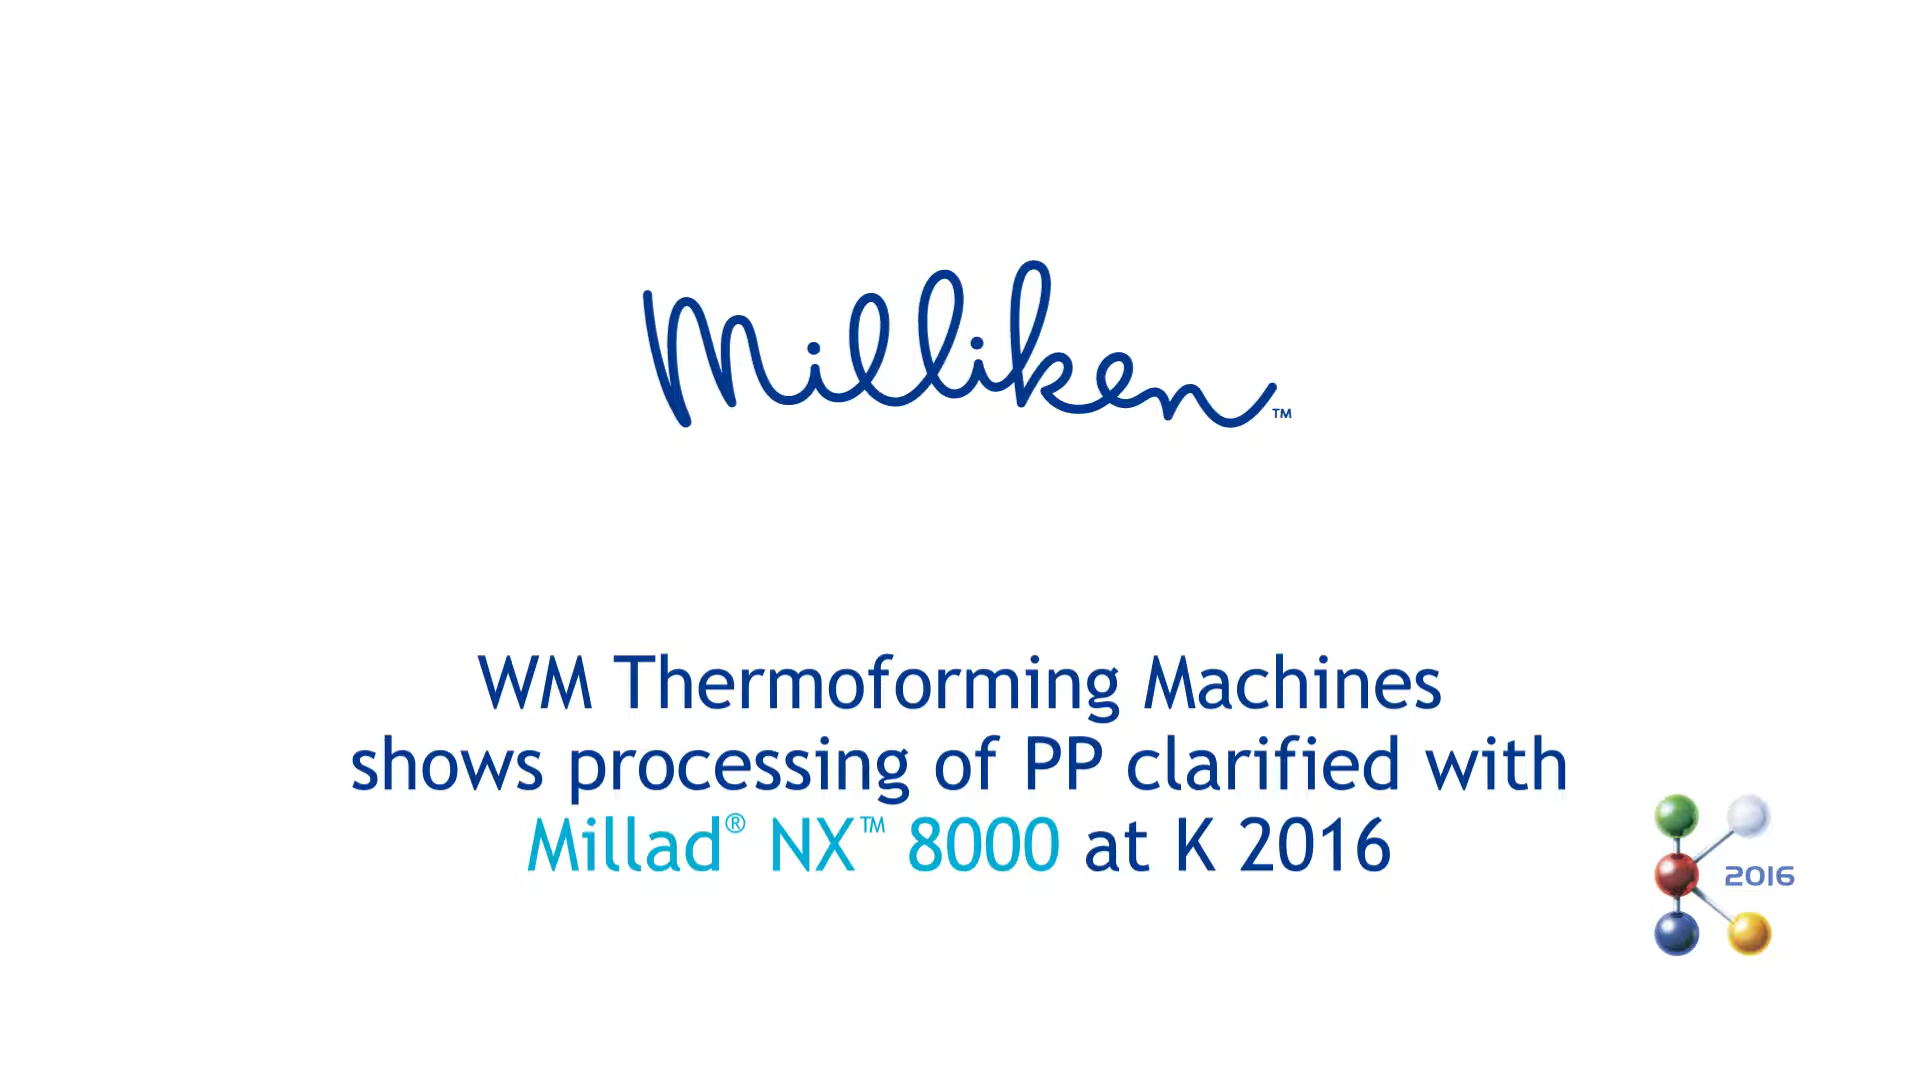 Milliken™
WM Thermoforming Machines
shows processing of PP clarified with
Millad® NX™ 8000 at K 2016
2016